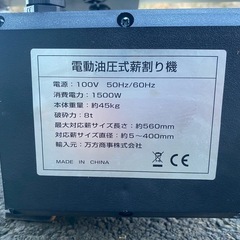 電動油圧式薪割り機
電源：100V 50Hz/60Hz
消費電力：1500W
本体重量：約45kg
破砕力：8t
最大対応薪サイズ長さ：約560mm
対応薪サイズ直径：約5～400mm
輸入元：万方商事株式会社
MADE IN CHINA
CE